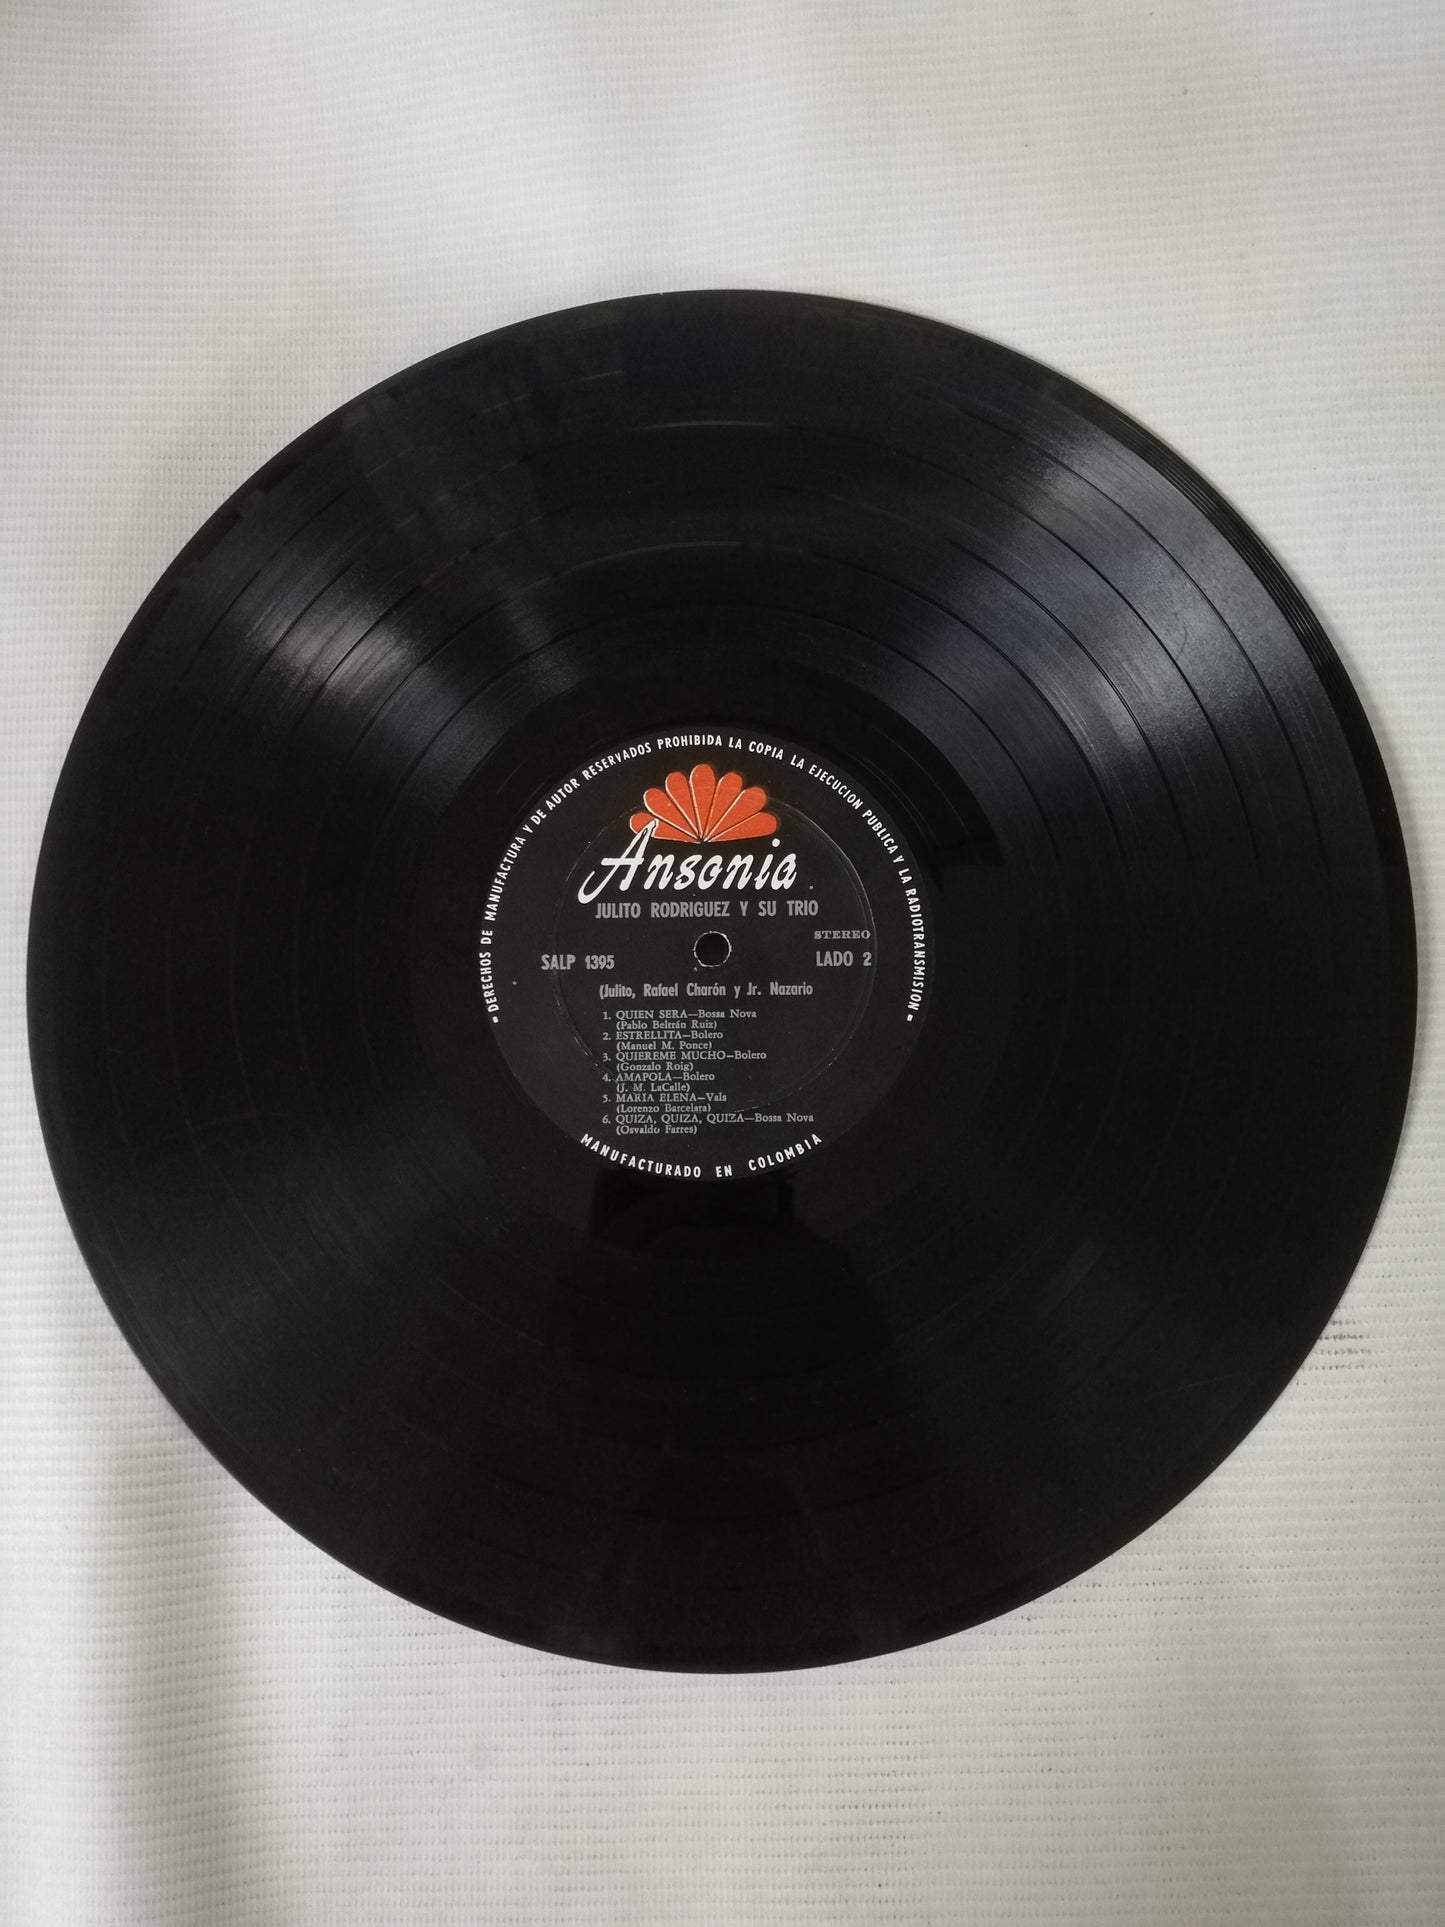 - DERECHOS DE MANUFACTURA Y DE AUTOR RESERVADOS PROHIBIDA LA COPIA LA EJECUCION PUBLICA Y LA RADIOTRANSMISION -
Ansonia
JULITO RODRIGUEZ Y SU TRIO
STEREO
SALP 1395 LADO 2
(Julito, Rafael Charón y Jr. Nazario
1. QUIEN SERA—Bossa Nova
(Pablo Beltrán Ruiz)
2. ESTRELLITA—Bolero
(Manuel M. Ponce)
3. QUIEREME MUCHO—Bolero
(Gonzalo Roig)
4. AMAPOLA—Bolero
(J. M. LaCalle)
5. MARIA ELENA—Vals
(Lorenzo Barcelata)
6. QUIZA, QUIZA, QUIZA—Bossa Nova
(Osvaldo Farres)
MANUFACTURADO EN COLOMBIA